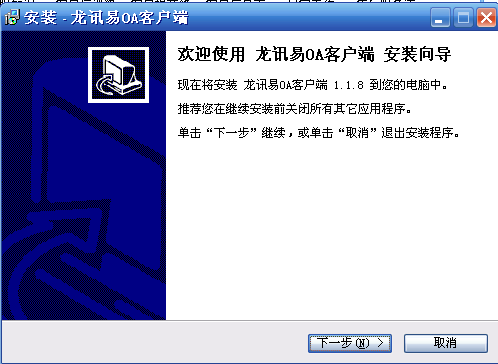 安装 - 龙讯易OA客户端
欢迎使用 龙讯易OA客户端 安装向导
现在将安装 龙讯易OA客户端 1.1.8 到您的电脑中。
推荐您在继续安装前关闭所有其它应用程序。
单击“下一步”继续，或单击“取消”退出安装程序。
下一步(N) >
取消